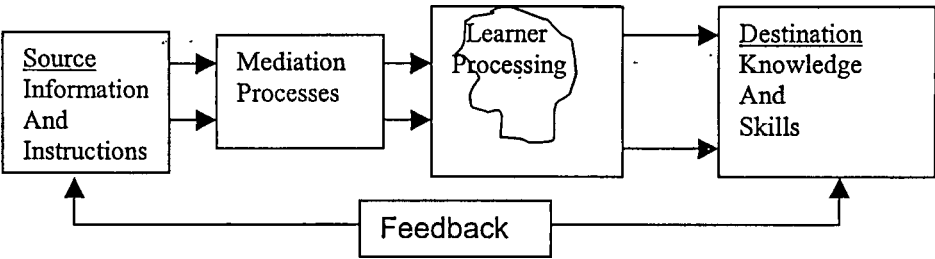 Source
Information
And
Instructions
Mediation
Processes
Learner
Processing
Destination
Knowledge
And
Skills
Feedback